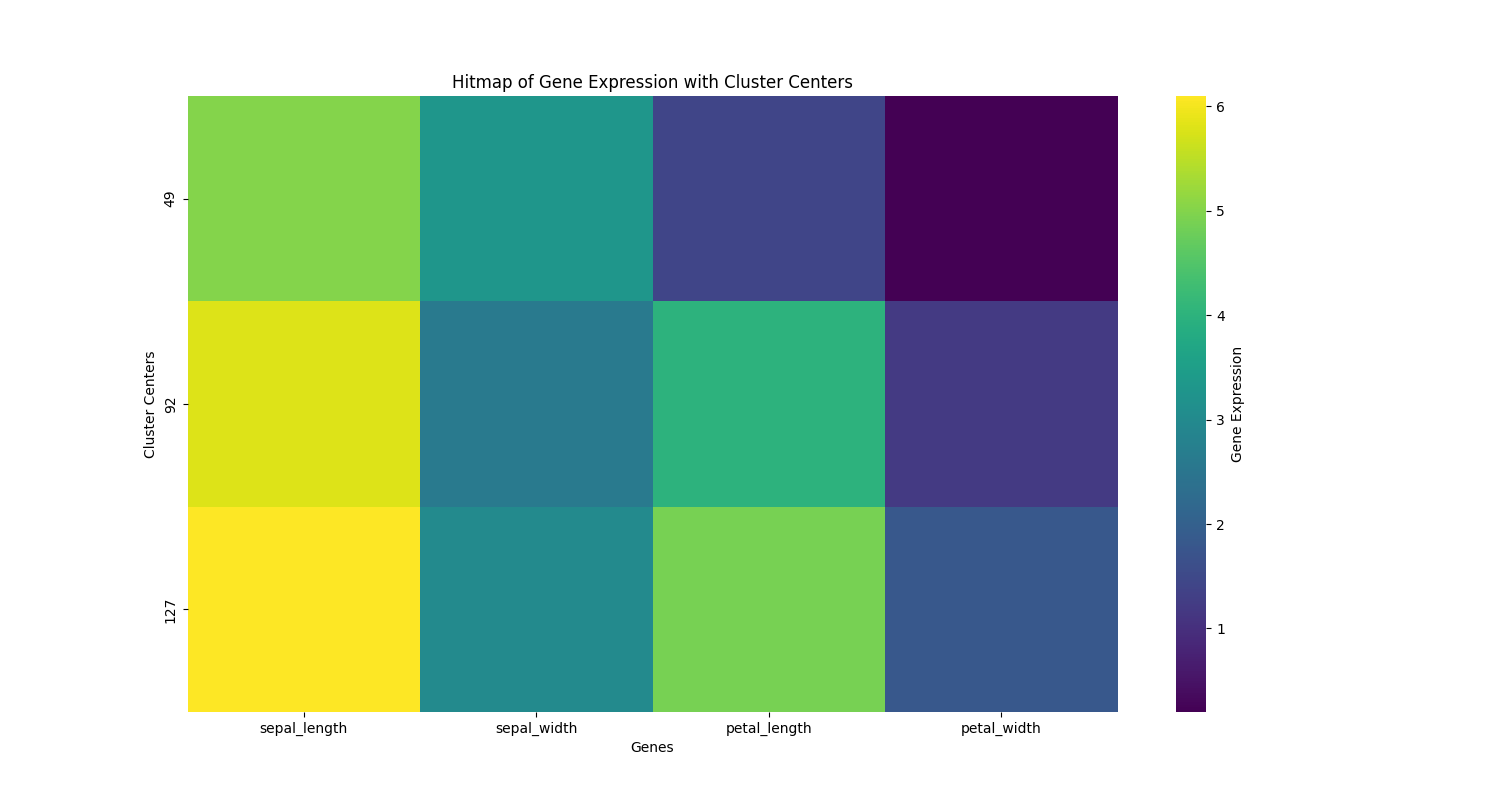 Hitmap of Gene Expression with Cluster Centers
49
92
127
Cluster Centers
sepal_length
sepal_width
petal_length
petal_width
Genes
6
5
4
3
2
1
Gene Expression